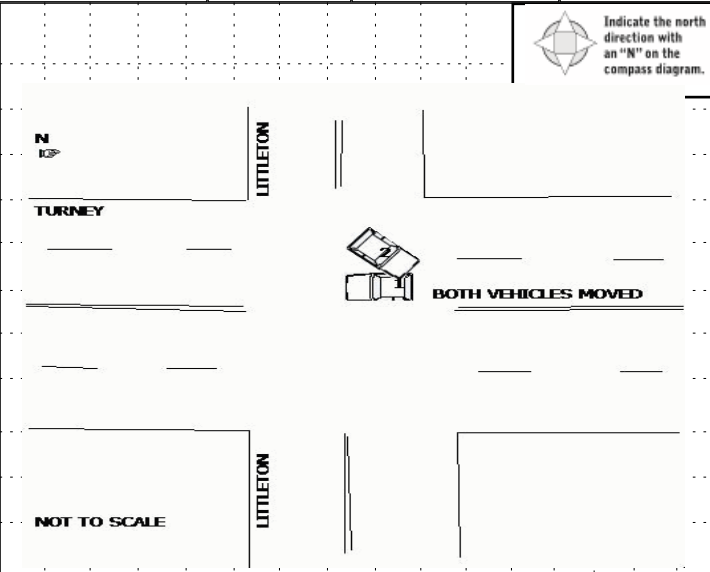 Indicate the north
direction with
an “N” on the
compass diagram.
N
LITTLETON
TURNEY
2
1
BOTH VEHICLES MOVED
LITTLETON
NOT TO SCALE